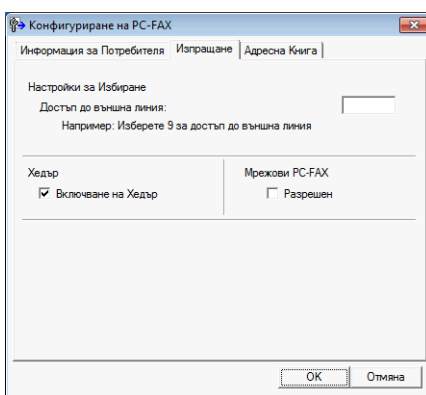 Конфигуриране на PC-FAX
Информация за Потребителя Изпращане Адресна Книга
Настройки за Избиране
Достъп до външна линия:
Например: Изберете 9 за достъп до външна линия
Хедър Мрежови PC-FAX
Включване на Хедър Разрешен
OK Отмяна